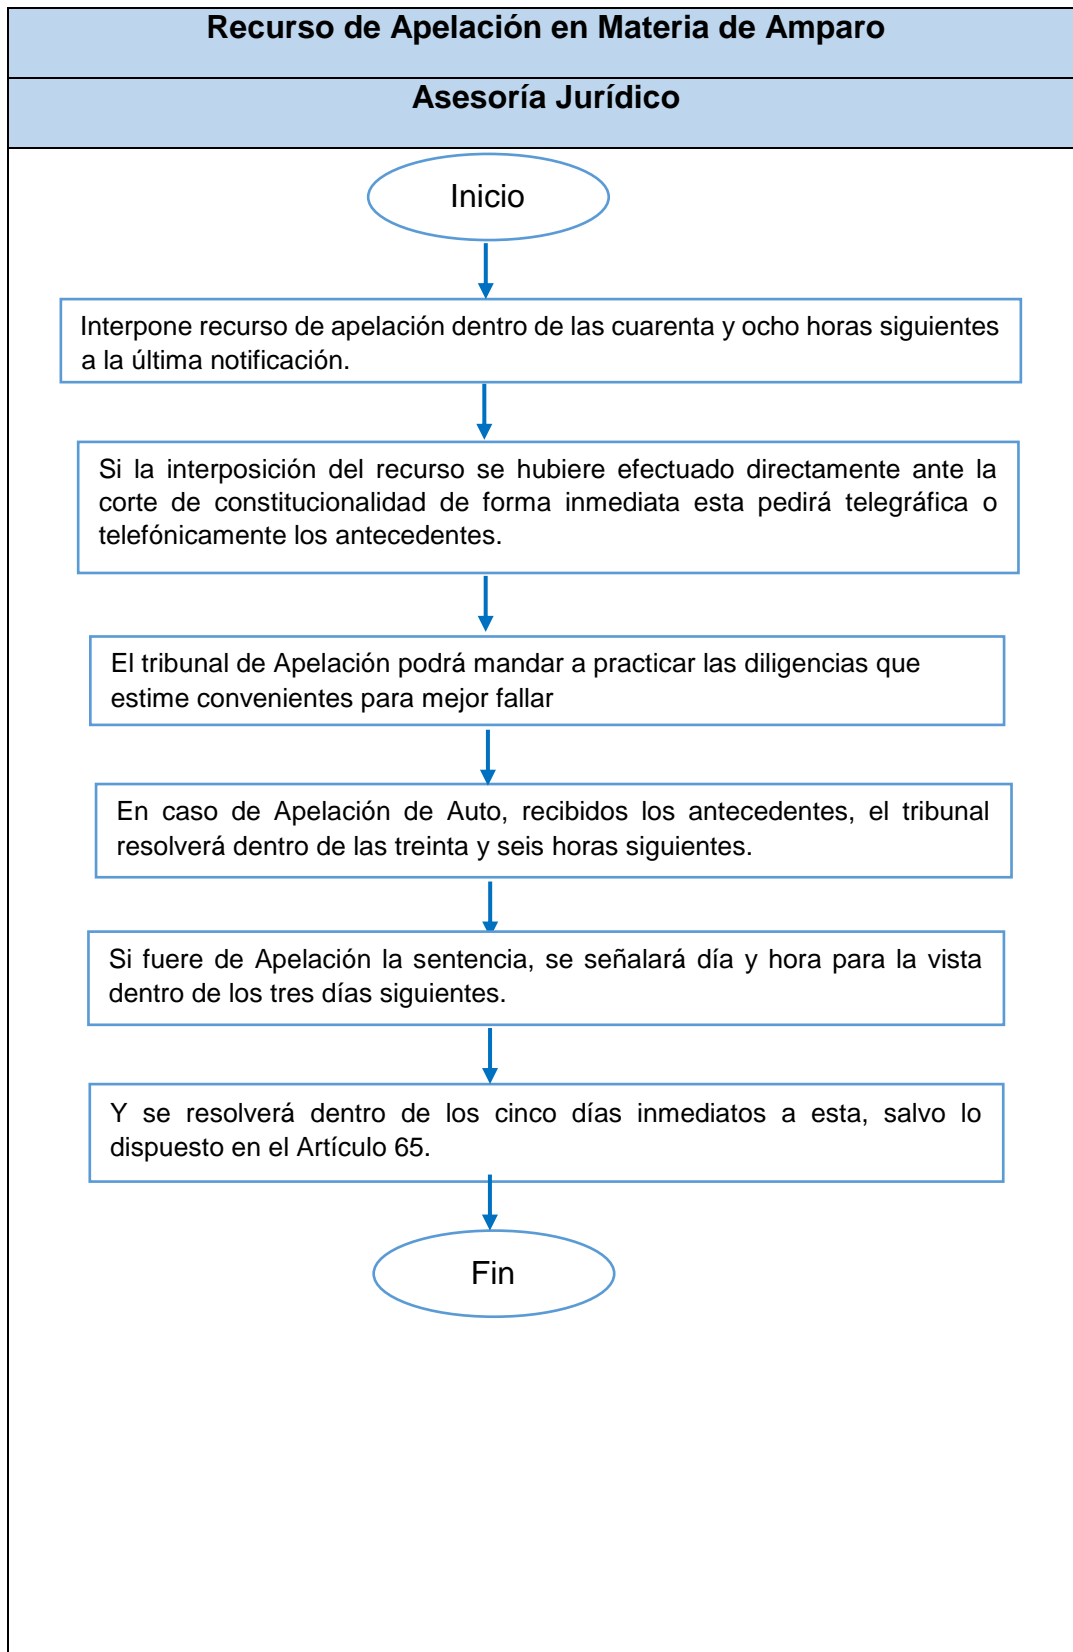 Recurso de Apelación en Materia de Amparo
Asesoría Jurídico
Inicio
Interpone recurso de apelación dentro de las cuarenta y ocho horas siguientes
a la última notificación.
Si la interposición del recurso se hubiere efectuado directamente ante la
corte de constitucionalidad de forma inmediata esta pedirá telegráfica o
telefónicamente los antecedentes.
El tribunal de Apelación podrá mandar a practicar las diligencias que
estime convenientes para mejor fallar
En caso de Apelación de Auto, recibidos los antecedentes, el tribunal
resolverá dentro de las treinta y seis horas siguientes.
Si fuere de Apelación la sentencia, se señalará día y hora para la vista
dentro de los tres días siguientes.
Y se resolverá dentro de los cinco días inmediatos a esta, salvo lo
dispuesto en el Artículo 65.
Fin